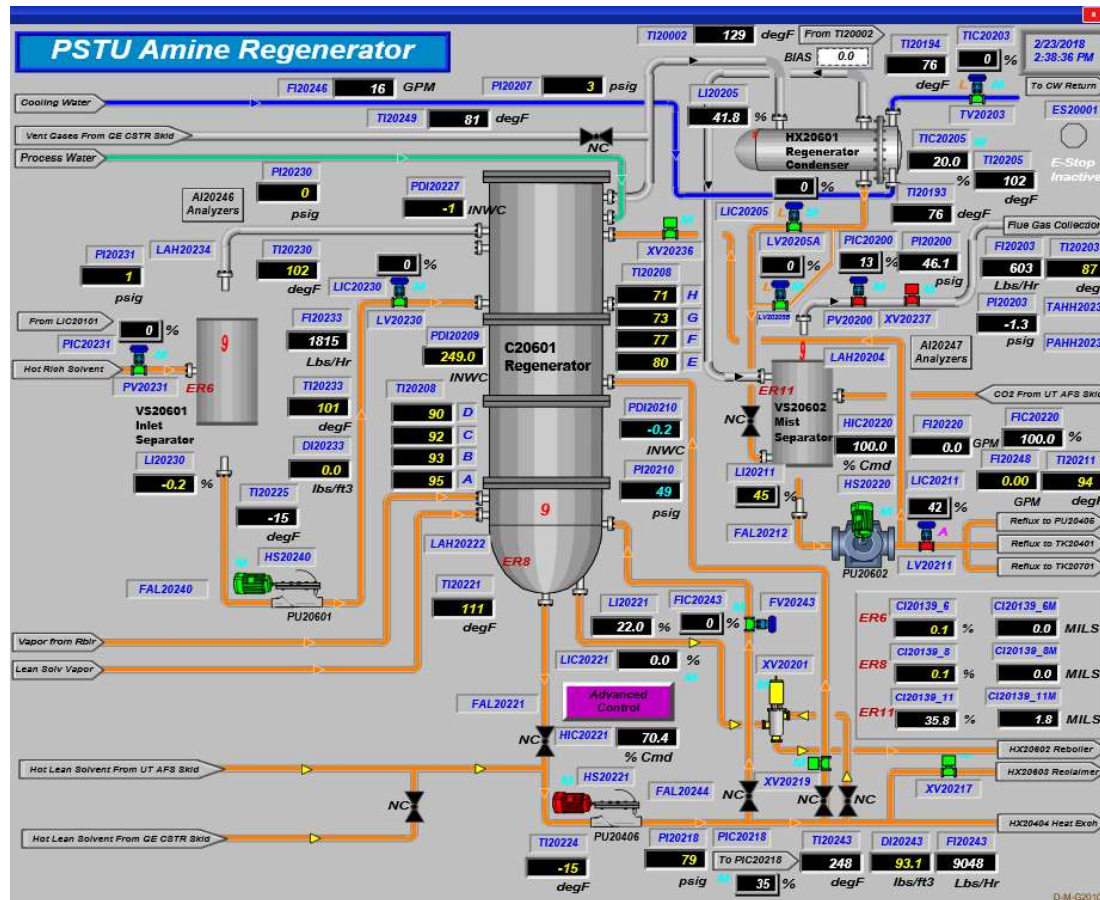 PSTU Amine Regenerator
TI20002 129 degF From TI20002
BIAS 0.0
TI20194 76 degF
TIC20203 0 %
2/23/2018
2:38:36 PM
To CW Return
FI20246 16 GPM
PI20207 3 psig
LI20205 41.8 %
TV20203
ES20001
Cooling Water
TI20249 81 degF
HX20601
Regenerator
Condenser
TIC20205 20.0 %
TI20205 102 degF
E-Stop
Inactive
Vent Gases From GE CSTR Skid
NC
Process Water
PI20230 0 psig
AI20246
Analyzers
PDI20227 -1 INWC
0 %
LIC20205
TI20193 76 degF
Flue Gas Collection
LAH20234
PI20231 1 psig
TI20230 102 degF
0 %
LIC20230
LV20230
XV20236
LV20205A
0 %
LV20205B
PIC20200 13 %
PI20200 46.1 psig
FI20203 603 Lbs/Hr
TI20203 87 deg
PV20200
XV20237
PI20203 -1.3 psig
TAHH2023
PAHH2023
From LIC20101
PIC20231 0 %
Hot Rich Solvent
PV20231
9
ER6
VS20601
Inlet
Separator
FI20233 1815 Lbs/Hr
PDI20209 249.0 INWC
TI20208
71 H
73 G
77 F
80 E
C20601
Regenerator
LAH20204
AI20247
Analyzers
9
ER11
VS20602
Mist
Separator
CO2 From UT AFS Skid
TI20233 101 degF
DI20233 0.0 lbs/ft3
TI20208
90 D
92 C
93 B
95 A
PDI20210 -0.2 INWC
PI20210 49 psig
NC
HIC20220 100.0 % Cmd
FI20220 0.0 GPM
FIC20220 100.0 %
FI20248 0.00 GPM
TI20211 94 deg
LI20230 -0.2 %
LI20211 45 %
HS20220
LIC20211 42 %
A
TI20225 -15 degF
9
ER8
LAH20222
FAL20212
PU20602
LV20211
Reflux to PU20406
Reflux to TK20401
Reflux to TK20701
HS20240
FAL20240
PU20601
TI20221 111 degF
LI20221 22.0 %
FIC20243 0 %
FV20243
ER6 CI20139_6 0.1 % CI20139_6M 0.0 MILS
ER8 CI20139_8 0.1 % CI20139_8M 0.0 MILS
ER11 CI20139_11 35.8 % CI20139_11M 1.8 MILS
Vapor from Rblr
Lean Solv Vapor
LIC20221 0.0 %
XV20201
Advanced
Control
FAL20221
NC
HIC20221 70.4 % Cmd
HX20602 Reboiler
HX20603 Reclaimer
Hot Lean Solvent From UT AFS Skid
NC
HS20221
FAL20244
XV20219
NC
NC
XV20217
Hot Lean Solvent From GE CSTR Skid
PU20406
HX20404 Heat Exch
TI20224 -15 degF
PI20218 79 psig
PIC20218
To PIC20218
35 %
TI20243 248 degF
DI20243 93.1 lbs/ft3
FI20243 9048 Lbs/Hr